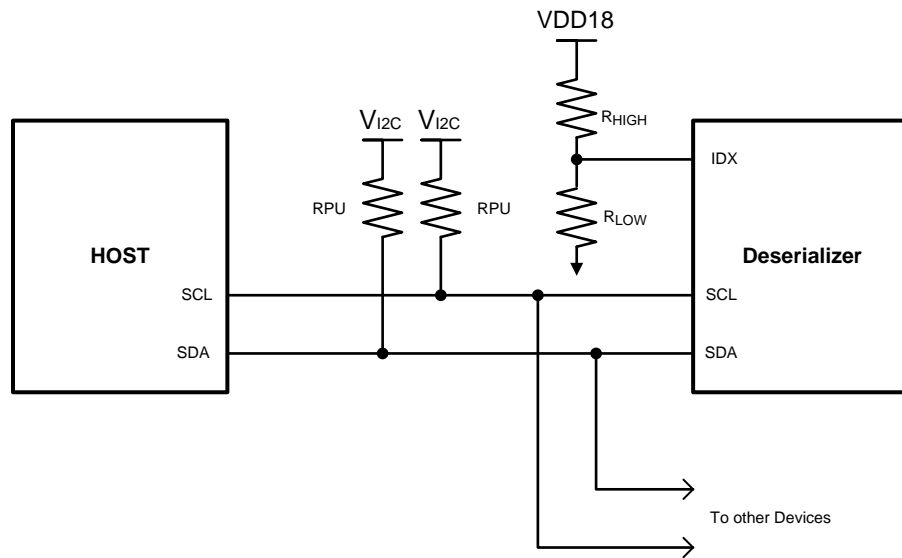 VDD18
RHIGH
VI2C VI2C
IDX
RPU RPU
RLOW
HOST
Deserializer
SCL SCL
SDA SDA
To other Devices